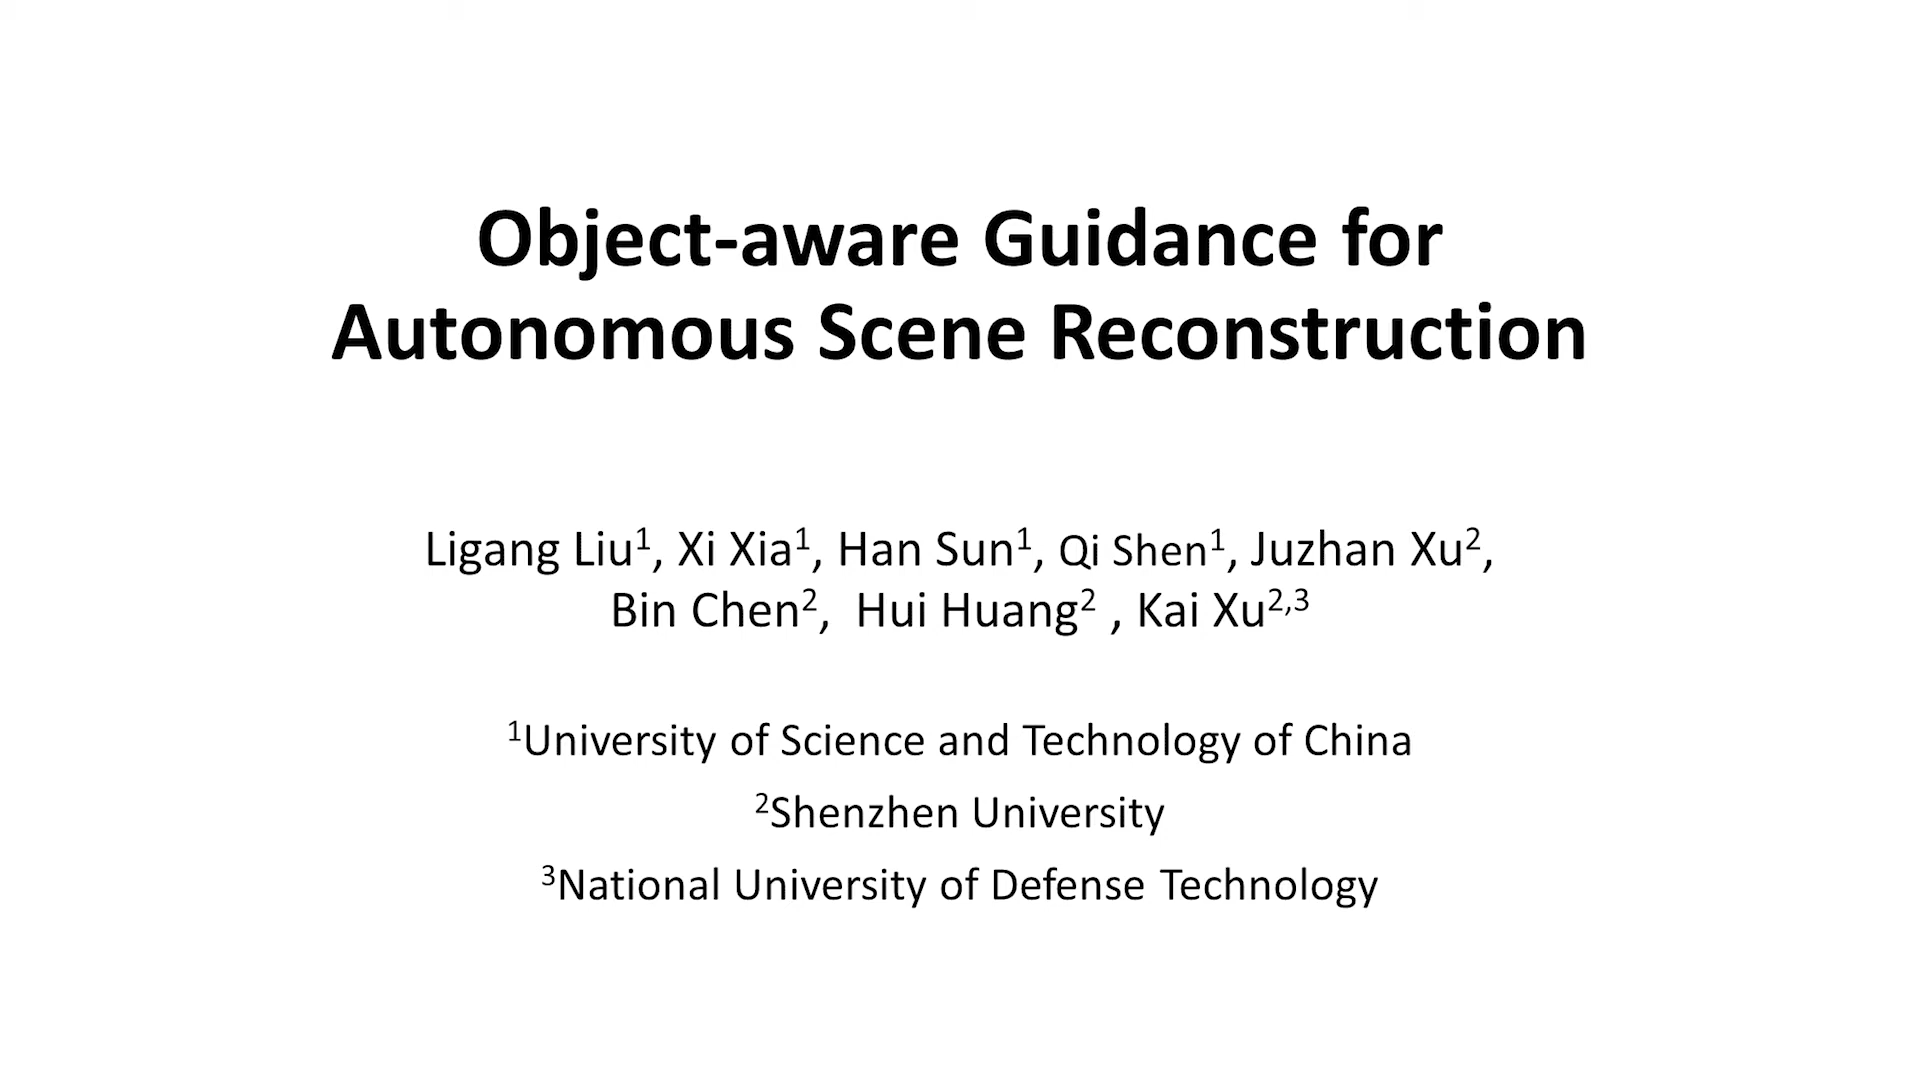 Object-aware Guidance for
Autonomous Scene Reconstruction
Ligang Liu¹, Xi Xia¹, Han Sun¹, Qi Shen¹, Juzhan Xu²,
Bin Chen², Hui Huang² , Kai Xu²,³
¹University of Science and Technology of China
²Shenzhen University
³National University of Defense Technology